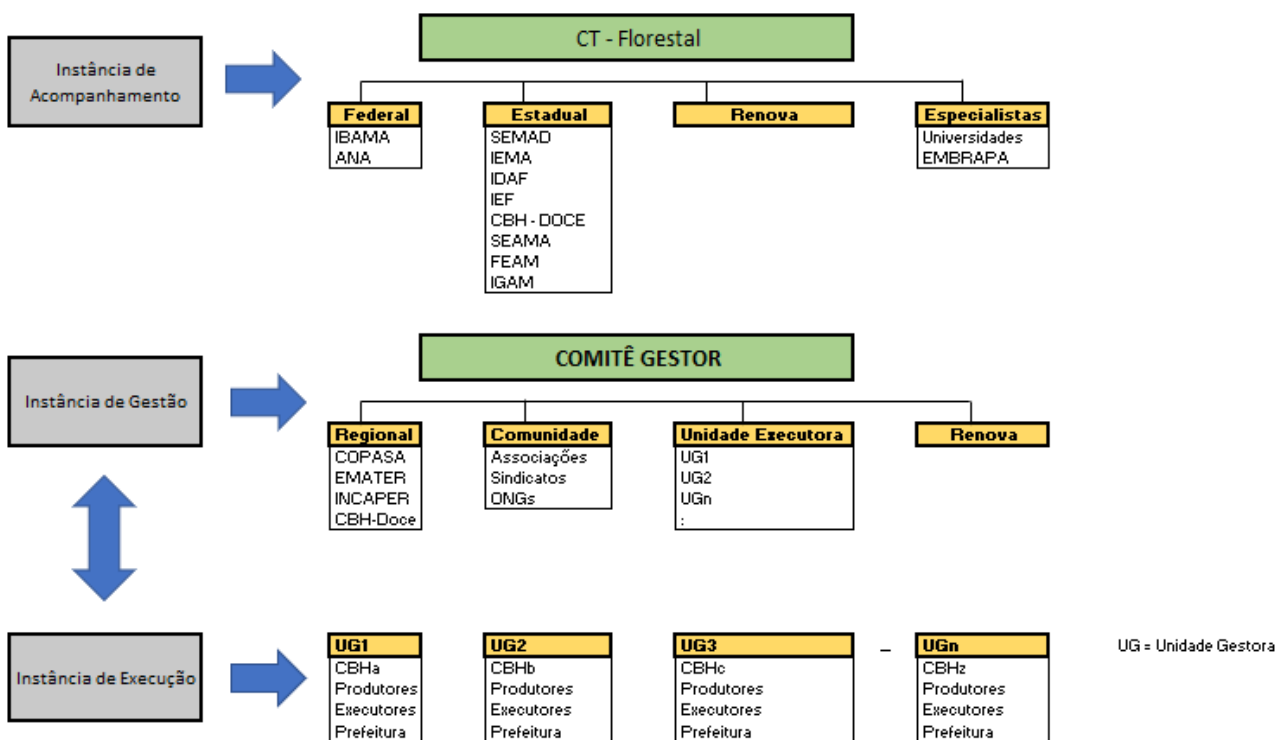 CT - Florestal
Instância de
Acompanhamento
Federal
IBAMA
ANA
Estadual
SEMAD
IEMA
IDAF
IEF
CBH - DOCE
SEAMA
FEAM
IGAM
Renova
Especialistas
Universidades
EMBRAPA
COMITÊ GESTOR
Instância de Gestão
Regional
COPASA
EMATER
INCAPER
CBH-Doce
Comunidade
Associações
Sindicatos
ONGs
Unidade Executora
UG1
UG2
UGn
:
Renova
Instância de Execução
UG1
CBHa
Produtores
Executores
Prefeitura
UG2
CBHb
Produtores
Executores
Prefeitura
UG3
CBHc
Produtores
Executores
Prefeitura
–
UGn
CBHz
Produtores
Executores
Prefeitura
UG = Unidade Gestora